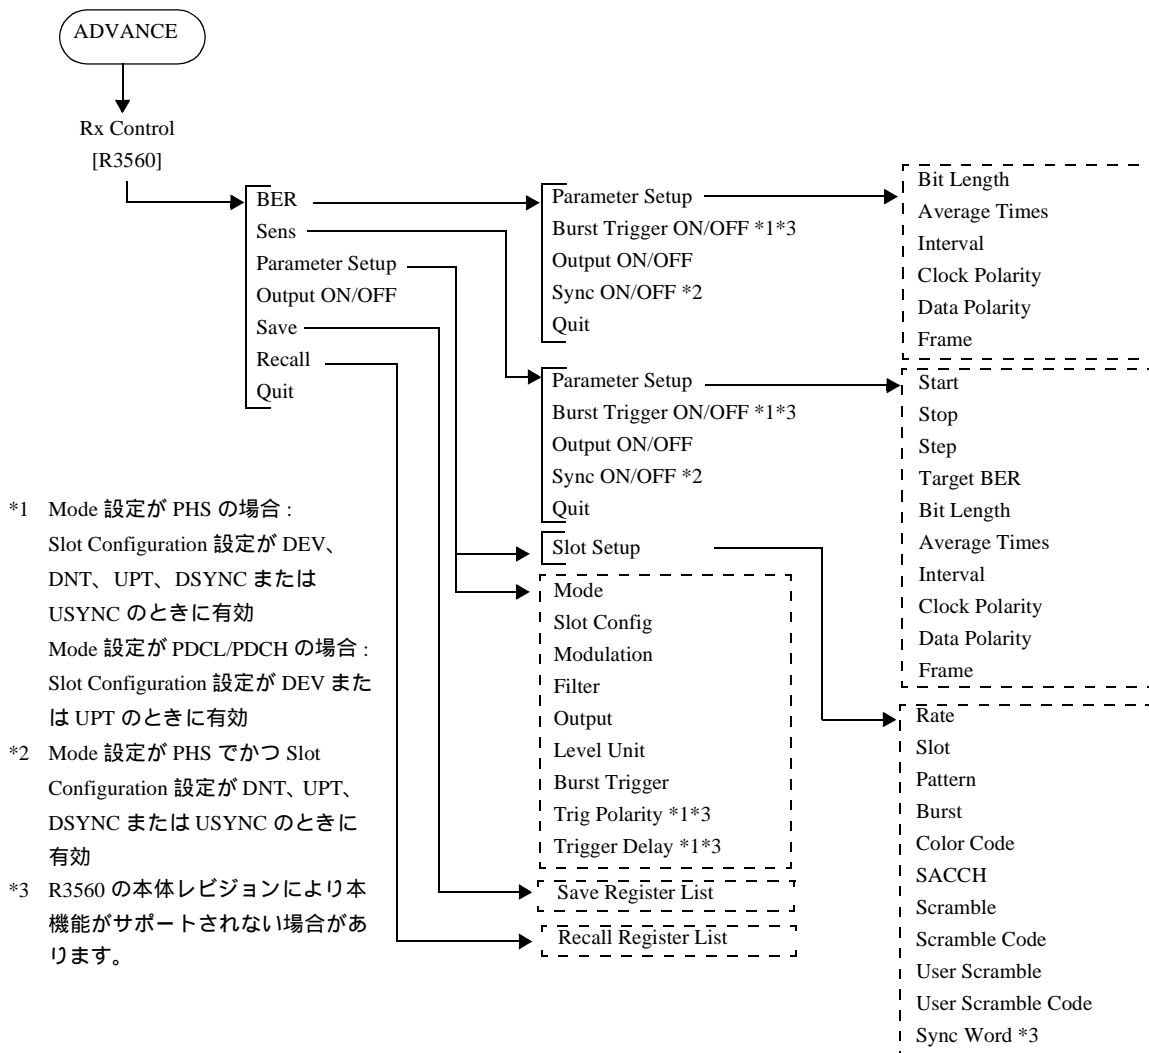 ADVANCE
Rx Control
[R3560]
BER
Sens
Parameter Setup
Output ON/OFF
Save
Recall
Quit
Parameter Setup
Burst Trigger ON/OFF *1*3
Output ON/OFF
Sync ON/OFF *2
Quit
Parameter Setup
Burst Trigger ON/OFF *1*3
Output ON/OFF
Sync ON/OFF *2
Quit
Slot Setup
Mode
Slot Config
Modulation
Filter
Output
Level Unit
Burst Trigger
Trig Polarity *1*3
Trigger Delay *1*3
Save Register List
Recall Register List
Bit Length
Average Times
Interval
Clock Polarity
Data Polarity
Frame
Start
Stop
Step
Target BER
Bit Length
Average Times
Interval
Clock Polarity
Data Polarity
Frame
Rate
Slot
Pattern
Burst
Color Code
SACCH
Scramble
Scramble Code
User Scramble
User Scramble Code
Sync Word *3
*1 Mode 設定が PHS の場合 :
Slot Configuration 設定が DEV、
DNT、UPT、DSYNC または
USYNC のときに有効
Mode 設定が PDCL/PDCH の場合 :
Slot Configuration 設定が DEV また
は UPT のときに有効
*2 Mode 設定が PHS でかつ Slot
Configuration 設定が DNT、UPT、
DSYNC または USYNC のときに
有効
*3 R3560 の本体レビジョンにより本
機能がサポートされない場合があ
ります。